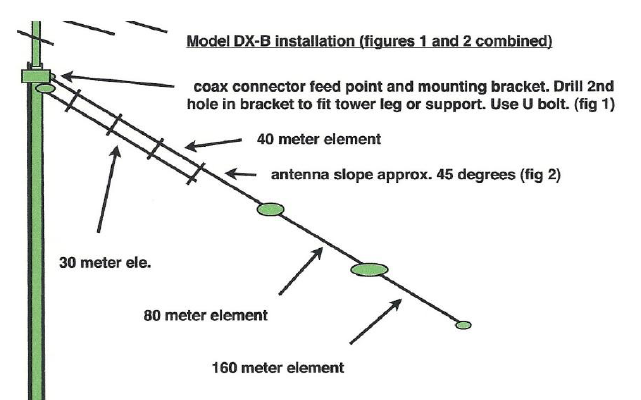 Model DX-B installation (figures 1 and 2 combined)
coax connector feed point and mounting bracket. Drill 2nd
hole in bracket to fit tower leg or support. Use U bolt. (fig 1)
40 meter element
antenna slope approx. 45 degrees (fig 2)
30 meter ele.
80 meter element
160 meter element